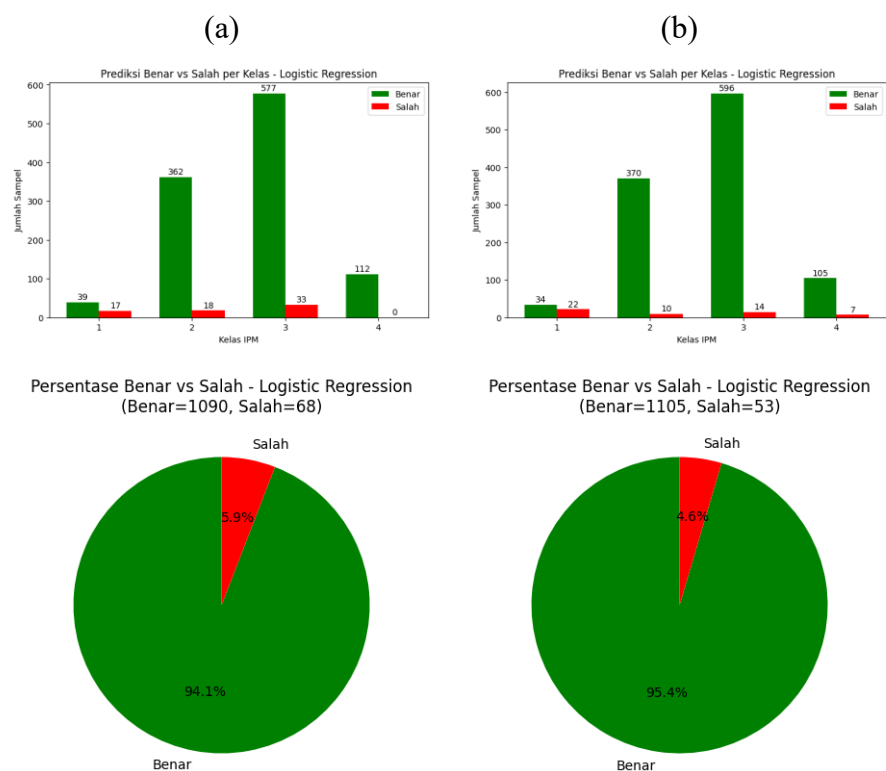 (a)
(b)
Prediksi Benar vs Salah per Kelas - Logistic Regression
Benar
Salah
Jumlah Sampel
600
500
400
300
200
100
0
39
17
362
18
577
33
112
0
1
2
3
4
Kelas IPM
Prediksi Benar vs Salah per Kelas - Logistic Regression
Benar
Salah
Jumlah Sampel
600
500
400
300
200
100
0
34
22
370
10
596
14
105
7
1
2
3
4
Kelas IPM
Persentase Benar vs Salah - Logistic Regression
(Benar=1090, Salah=68)
Salah
5.9%
94.1%
Benar
Persentase Benar vs Salah - Logistic Regression
(Benar=1105, Salah=53)
Salah
4.6%
95.4%
Benar